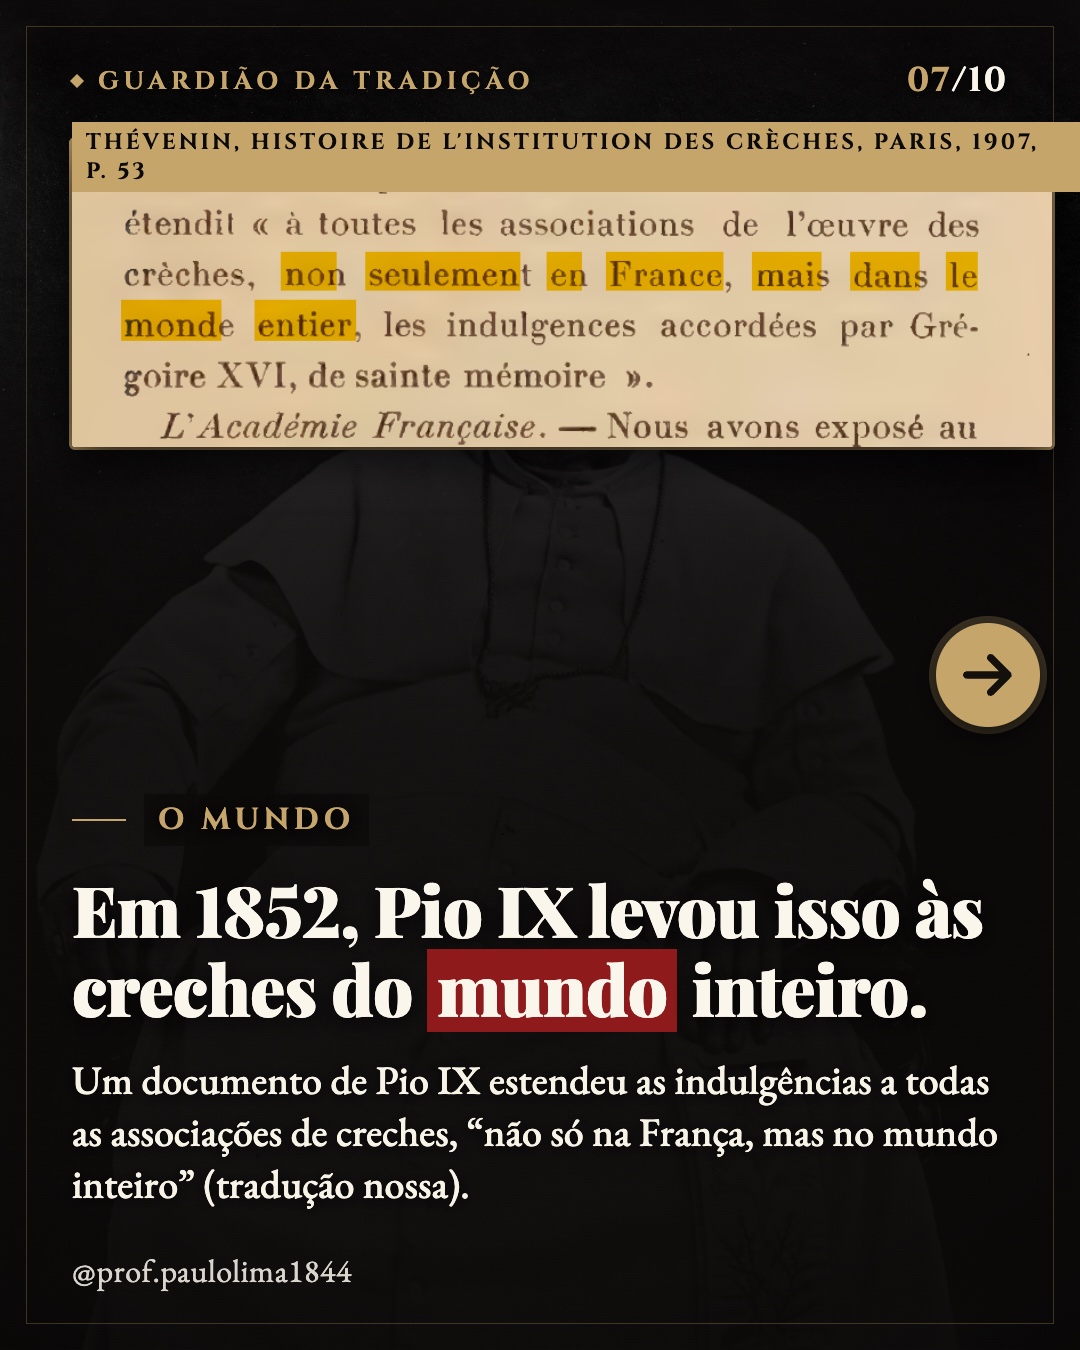 GUARDIÃO DA TRADIÇÃO
07/10
THÉVENIN, HISTOIRE DE L'INSTITUTION DES CRÈCHES, PARIS, 1907,
P. 53
étendit « à toutes les associations de l'œuvre des
crèches, non seulement en France, mais dans le
monde entier, les indulgences accordées par Gré-
goire XVI, de sainte mémoire ».
L'Académie Française. — Nous avons exposé au
O MUNDO
Em 1852, Pio IX levou isso às
creches do mundo inteiro.
Um documento de Pio IX estendeu as indulgências a todas
as associações de creches, “não só na França, mas no mundo
inteiro” (tradução nossa).
@prof.paulolima1844